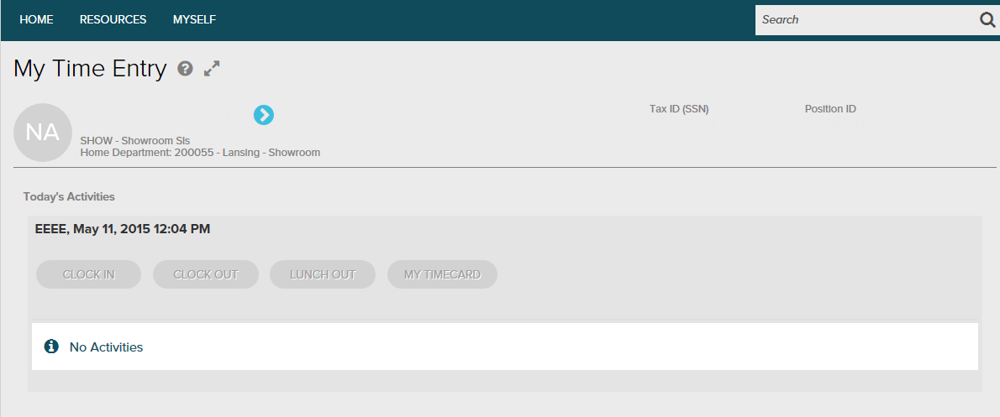 HOME RESOURCES MYSELF Search
My Time Entry ?
NA
Tax ID (SSN) Position ID
SHOW - Showroom Sls
Home Department: 200055 - Lansing - Showroom
Today's Activities
EEEE, May 11, 2015 12:04 PM
CLOCK IN CLOCK OUT LUNCH OUT MY TIMECARD
No Activities